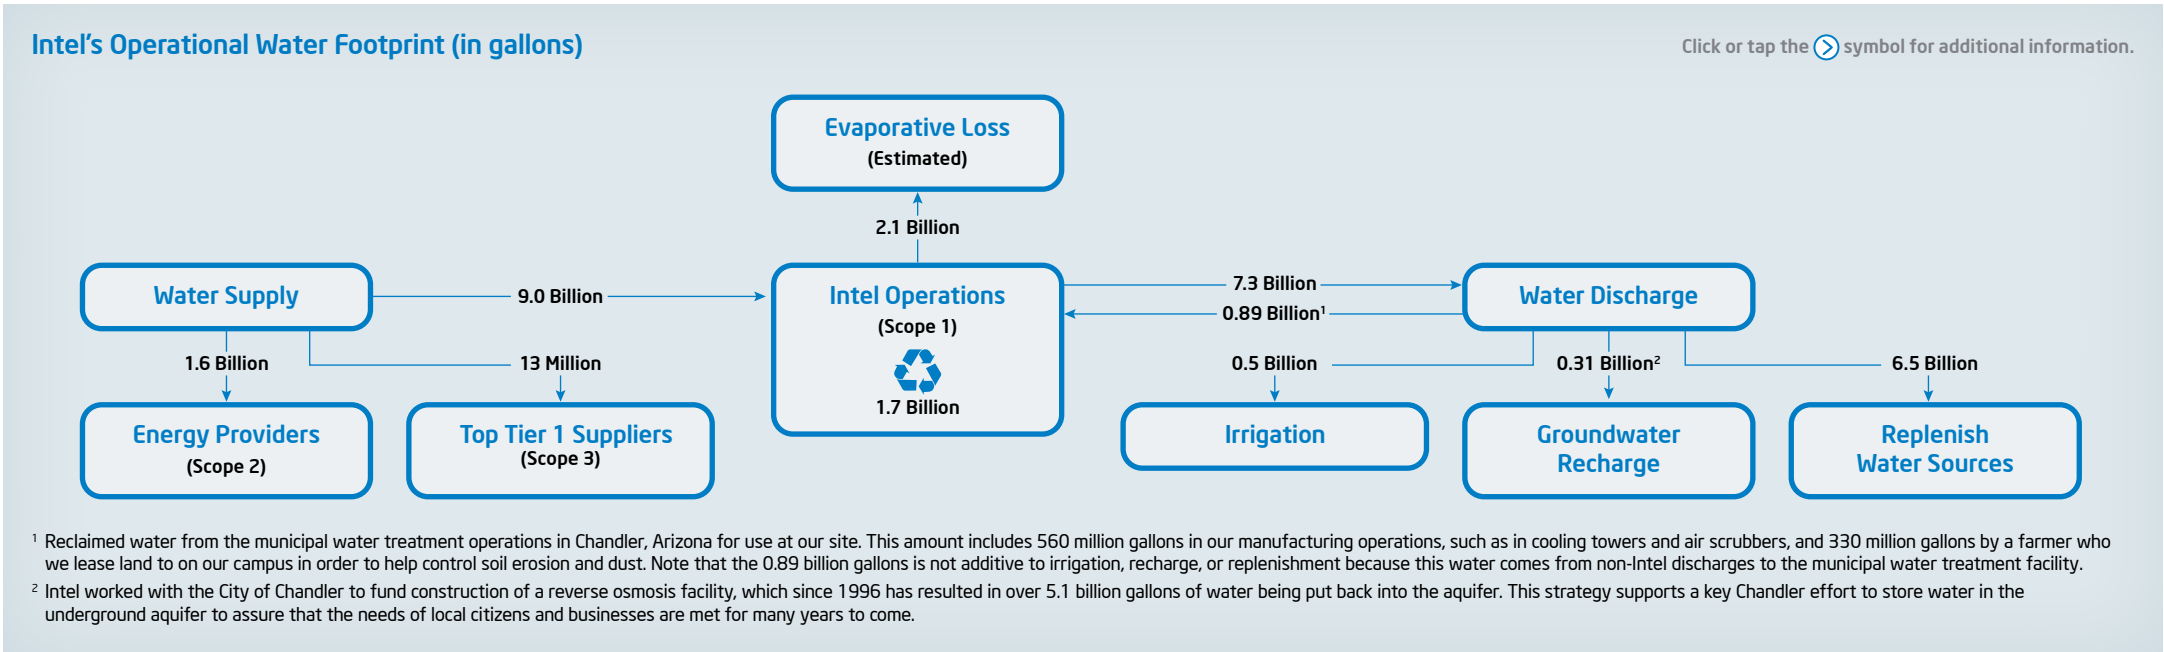 Intel's Operational Water Footprint (in gallons)
Click or tap the symbol for additional information.
Evaporative Loss
(Estimated)
2.1 Billion
Water Supply
9.0 Billion
Intel Operations
(Scope 1)
1.7 Billion
7.3 Billion
0.89 Billion¹
Water Discharge
1.6 Billion
13 Million
0.5 Billion
0.31 Billion²
6.5 Billion
Energy Providers
(Scope 2)
Top Tier 1 Suppliers
(Scope 3)
Irrigation
Groundwater
Recharge
Replenish
Water Sources
¹ Reclaimed water from the municipal water treatment operations in Chandler, Arizona for use at our site. This amount includes 560 million gallons in our manufacturing operations, such as in cooling towers and air scrubbers, and 330 million gallons by a farmer who
we lease land to on our campus in order to help control soil erosion and dust. Note that the 0.89 billion gallons is not additive to irrigation, recharge, or replenishment because this water comes from non-Intel discharges to the municipal water treatment facility.
² Intel worked with the City of Chandler to fund construction of a reverse osmosis facility, which since 1996 has resulted in over 5.1 billion gallons of water being put back into the aquifer. This strategy supports a key Chandler effort to store water in the
underground aquifer to assure that the needs of local citizens and businesses are met for many years to come.